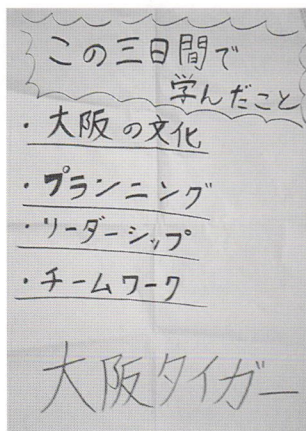 この三日間で
学んだこと
・大阪の文化
・プランニング
・リーダーシップ
・チームワーク
大阪タイガー